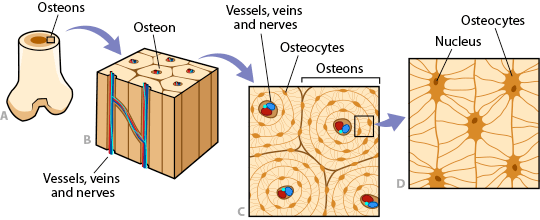 Osteons
A
Osteon
B
Vessels, veins
and nerves
Vessels, veins
and nerves
Osteocytes
Osteons
C
Osteocytes
Nucleus
D